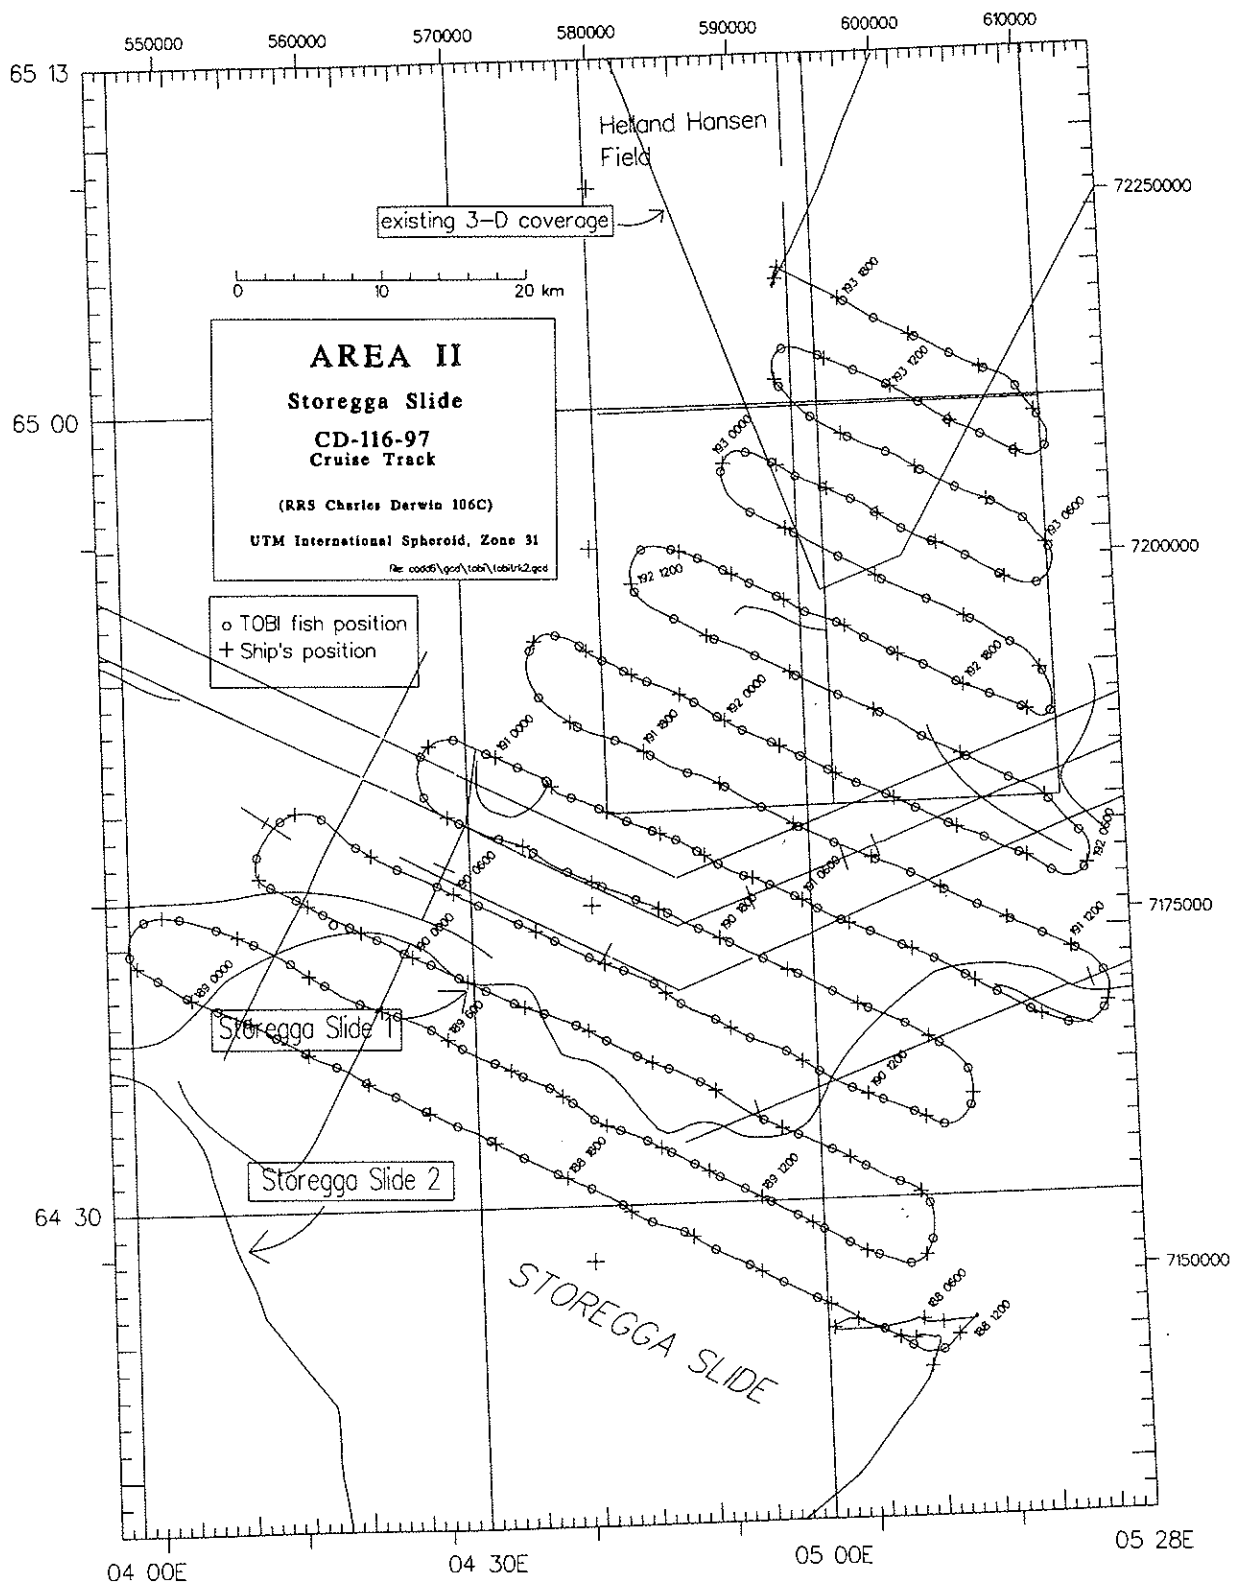 550000
560000
570000
580000
590000
600000
610000
65 13
Helland Hansen
Field
72250000
existing 3-D coverage
0 10 20 km
193 1800
AREA II
Storegga Slide
CD-116-97
Cruise Track
(RRS Charles Darwin 106C)
UTM International Spheroid, Zone 31
193 1200
65 00
193 0000
193 0600
7200000
192 1200
TOBI fish position
+ Ship's position
192 1800
192 0000
191 1800
191 0000
192 0600
190 0600
191 0600
7175000
190 1800
191 1200
190 0000
189 0000
Storegga Slide 1
189 600
190 1200
188 1800
189 1200
Storegga Slide 2
64 30
7150000
STOREGGA SLIDE
188 0600
188 1200
04 00E
04 30E
05 00E
05 28E